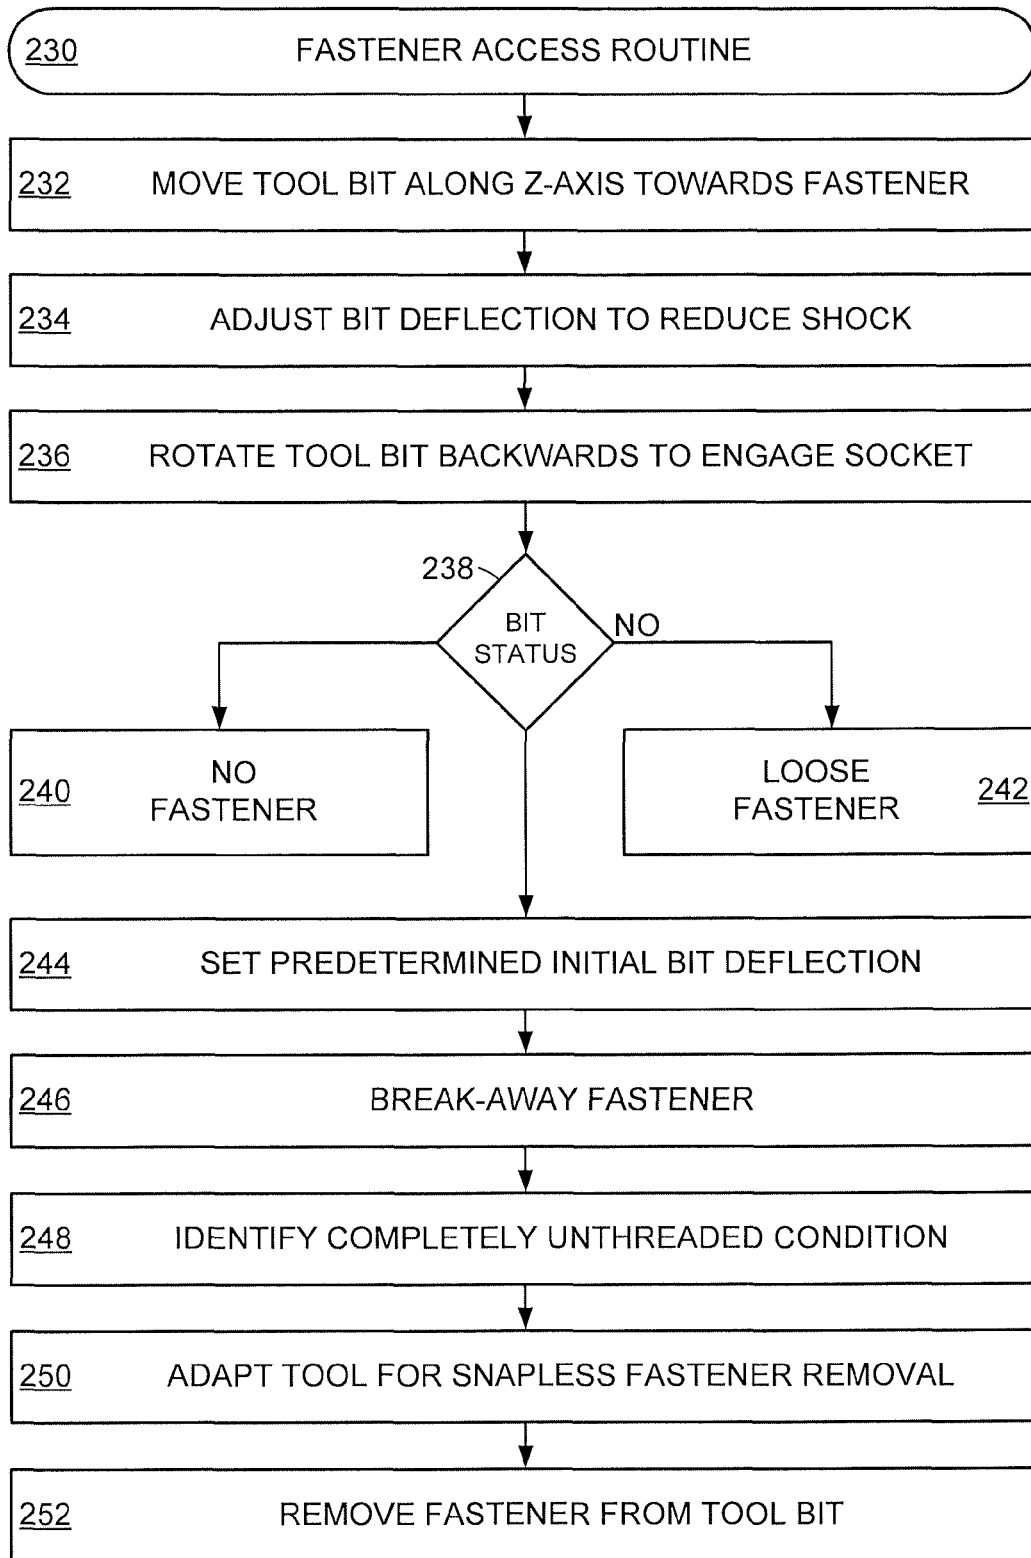 230 FASTENER ACCESS ROUTINE
232 MOVE TOOL BIT ALONG Z-AXIS TOWARDS FASTENER
234 ADJUST BIT DEFLECTION TO REDUCE SHOCK
236 ROTATE TOOL BIT BACKWARDS TO ENGAGE SOCKET
238
BIT
STATUS
NO
240
NO
FASTENER
LOOSE
FASTENER
242
244 SET PREDETERMINED INITIAL BIT DEFLECTION
246 BREAK-AWAY FASTENER
248 IDENTIFY COMPLETELY UNTHREADED CONDITION
250 ADAPT TOOL FOR SNAPLESS FASTENER REMOVAL
252 REMOVE FASTENER FROM TOOL BIT